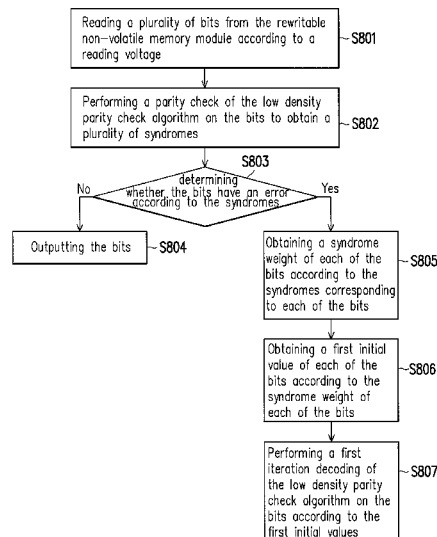 Reading a plurality of bits from the rewritable
non-volatile memory module according to a
reading voltage
S801
Performing a parity check of the low density
parity check algorithm on the bits to obtain
a plurality of syndromes
S802
S803
determining
whether the bits have an error
according to the syndromes
No
Yes
Outputting the bits
S804
Obtaining a syndrome
weight of each of the
bits according to the
syndromes corresponding
to each of the bits
S805
Obtaining a first initial
value of each of the
bits according to the
syndrome weight of
each of the bits
S806
Performing a first
iteration decoding of
the low density parity
check algorithm on the
bits according to the
first initial values
S807